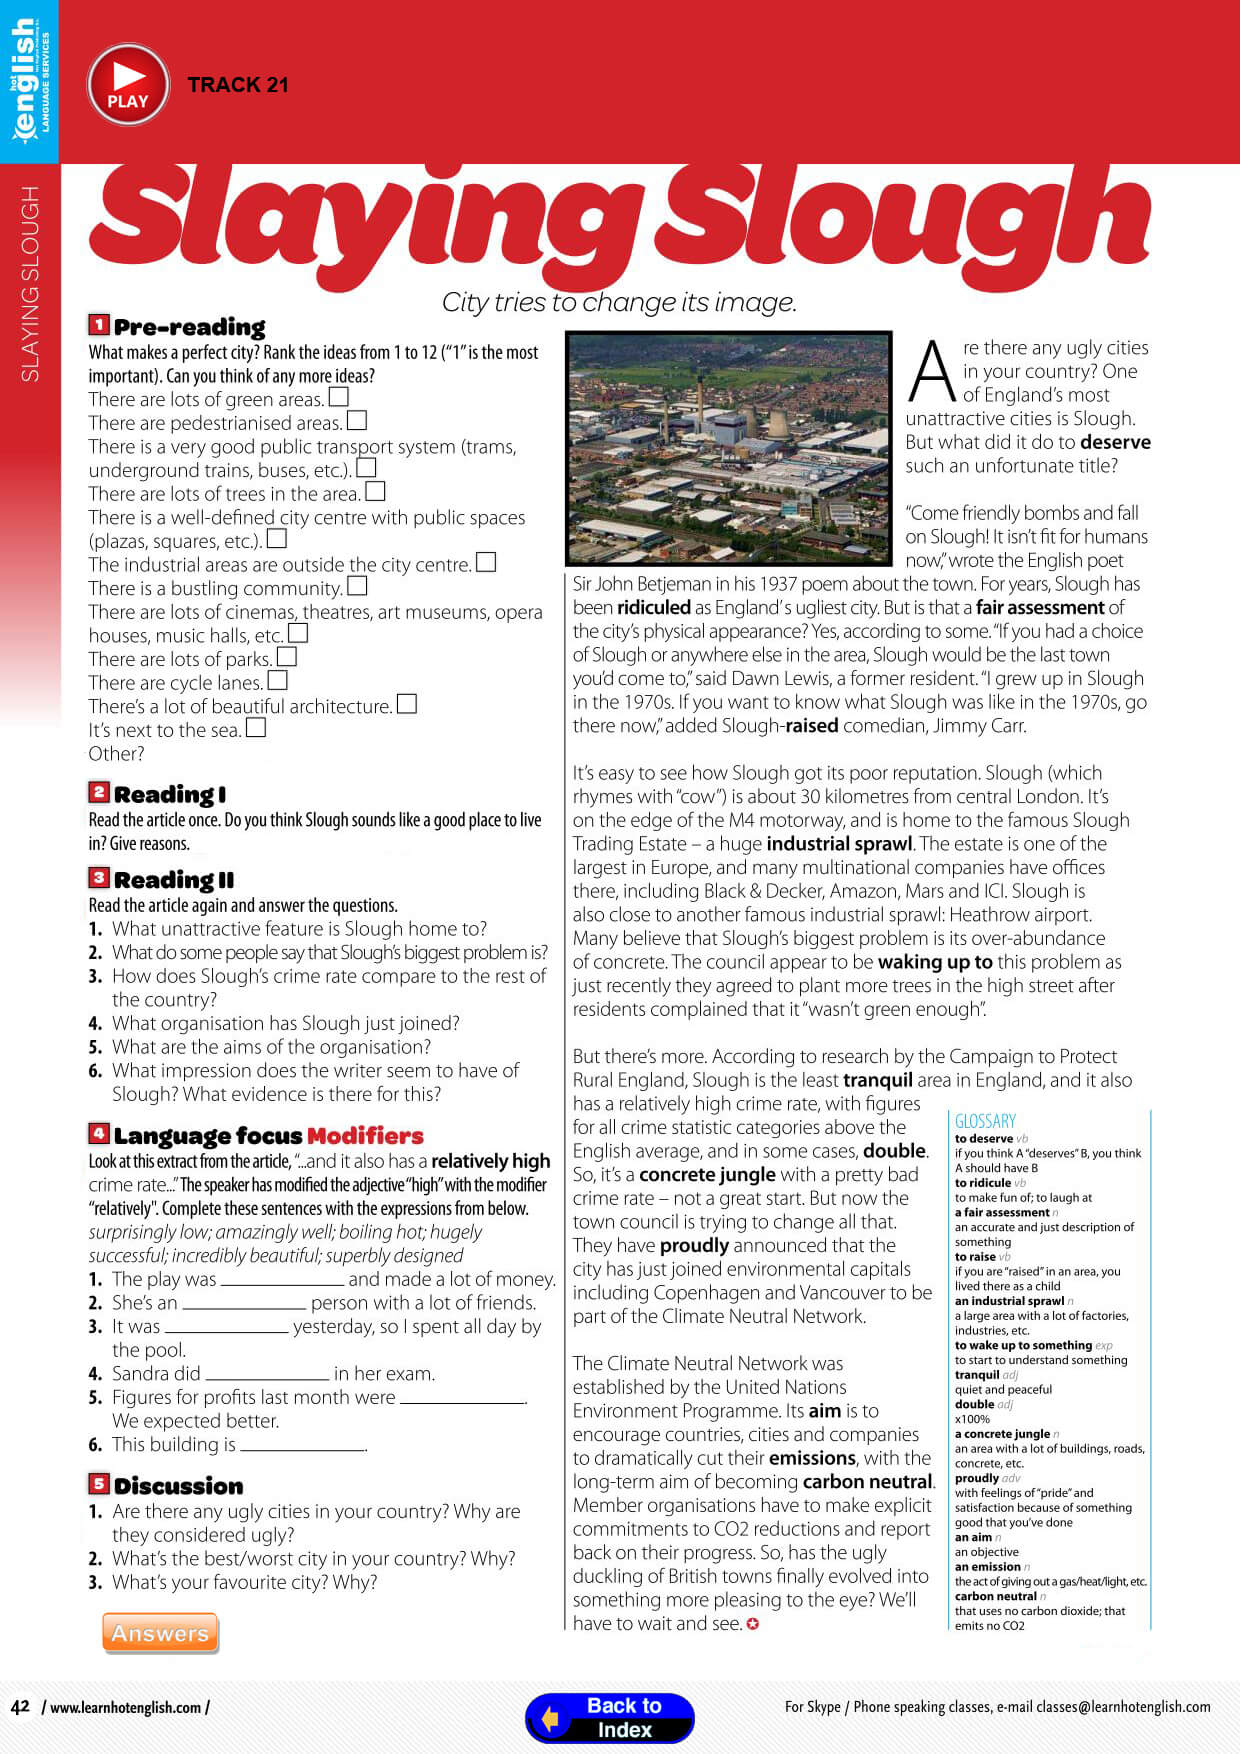 hot
english
LANGUAGE SERVICES
PLAY
TRACK 21
SLAYING SLOUGH
Slaying Slough
City tries to change its image.
1 Pre-reading
What makes a perfect city? Rank the ideas from 1 to 12 (“1” is the most
important). Can you think of any more ideas?
There are lots of green areas.
There are pedestrianised areas.
There is a very good public transport system (trams,
underground trains, buses, etc.).
There are lots of trees in the area.
There is a well-defined city centre with public spaces
(plazas, squares, etc.).
The industrial areas are outside the city centre.
There is a bustling community.
There are lots of cinemas, theatres, art museums, opera
houses, music halls, etc.
There are lots of parks.
There are cycle lanes.
There’s a lot of beautiful architecture.
It’s next to the sea.
Other?
2 Reading I
Read the article once. Do you think Slough sounds like a good place to live
in? Give reasons.
3 Reading II
Read the article again and answer the questions.
1. What unattractive feature is Slough home to?
2. What do some people say that Slough’s biggest problem is?
3. How does Slough’s crime rate compare to the rest of
the country?
4. What organisation has Slough just joined?
5. What are the aims of the organisation?
6. What impression does the writer seem to have of
Slough? What evidence is there for this?
4 Language focus Modifiers
Look at this extract from the article, “...and it also has a relatively high
crime rate...” The speaker has modified the adjective “high” with the modifier
“relatively". Complete these sentences with the expressions from below.
surprisingly low; amazingly well; boiling hot; hugely
successful; incredibly beautiful; superbly designed
1. The play was ____________ and made a lot of money.
2. She’s an ____________ person with a lot of friends.
3. It was ____________ yesterday, so I spent all day by
the pool.
4. Sandra did ____________ in her exam.
5. Figures for profits last month were ____________.
We expected better.
6. This building is ____________.
5 Discussion
1. Are there any ugly cities in your country? Why are
they considered ugly?
2. What’s the best/worst city in your country? Why?
3. What’s your favourite city? Why?
Answers
Are there any ugly cities
in your country? One
of England’s most
unattractive cities is Slough.
But what did it do to deserve
such an unfortunate title?
“Come friendly bombs and fall
on Slough! It isn’t fit for humans
now,” wrote the English poet
Sir John Betjeman in his 1937 poem about the town. For years, Slough has
been ridiculed as England’s ugliest city. But is that a fair assessment of
the city’s physical appearance? Yes, according to some. “If you had a choice
of Slough or anywhere else in the area, Slough would be the last town
you’d come to,” said Dawn Lewis, a former resident. “I grew up in Slough
in the 1970s. If you want to know what Slough was like in the 1970s, go
there now,” added Slough-raised comedian, Jimmy Carr.
It’s easy to see how Slough got its poor reputation. Slough (which
rhymes with “cow”) is about 30 kilometres from central London. It’s
on the edge of the M4 motorway, and is home to the famous Slough
Trading Estate – a huge industrial sprawl. The estate is one of the
largest in Europe, and many multinational companies have offices
there, including Black & Decker, Amazon, Mars and ICI. Slough is
also close to another famous industrial sprawl: Heathrow airport.
Many believe that Slough’s biggest problem is its over-abundance
of concrete. The council appear to be waking up to this problem as
just recently they agreed to plant more trees in the high street after
residents complained that it “wasn’t green enough”.
But there’s more. According to research by the Campaign to Protect
Rural England, Slough is the least tranquil area in England, and it also
has a relatively high crime rate, with figures
for all crime statistic categories above the
English average, and in some cases, double.
So, it’s a concrete jungle with a pretty bad
crime rate – not a great start. But now the
town council is trying to change all that.
They have proudly announced that the
city has just joined environmental capitals
including Copenhagen and Vancouver to be
part of the Climate Neutral Network.
The Climate Neutral Network was
established by the United Nations
Environment Programme. Its aim is to
encourage countries, cities and companies
to dramatically cut their emissions, with the
long-term aim of becoming carbon neutral.
Member organisations have to make explicit
commitments to CO2 reductions and report
back on their progress. So, has the ugly
duckling of British towns finally evolved into
something more pleasing to the eye? We’ll
have to wait and see.
GLOSSARY
to deserve vb
if you think A “deserves” B, you think
A should have B
to ridicule vb
to make fun of; to laugh at
a fair assessment n
an accurate and just description of
something
to raise vb
if you are “raised” in an area, you
lived there as a child
an industrial sprawl n
a large area with a lot of factories,
industries, etc.
to wake up to something exp
to start to understand something
tranquil adj
quiet and peaceful
double adj
x100%
a concrete jungle n
an area with a lot of buildings, roads,
concrete, etc.
proudly adv
with feelings of “pride” and
satisfaction because of something
good that you’ve done
an aim n
an objective
an emission n
the act of giving out a gas/heat/light, etc.
carbon neutral n
that uses no carbon dioxide; that
emits no CO2
42 / www.learnhotenglish.com /
Back to
Index
For Skype / Phone speaking classes, e-mail classes@learnhotenglish.com